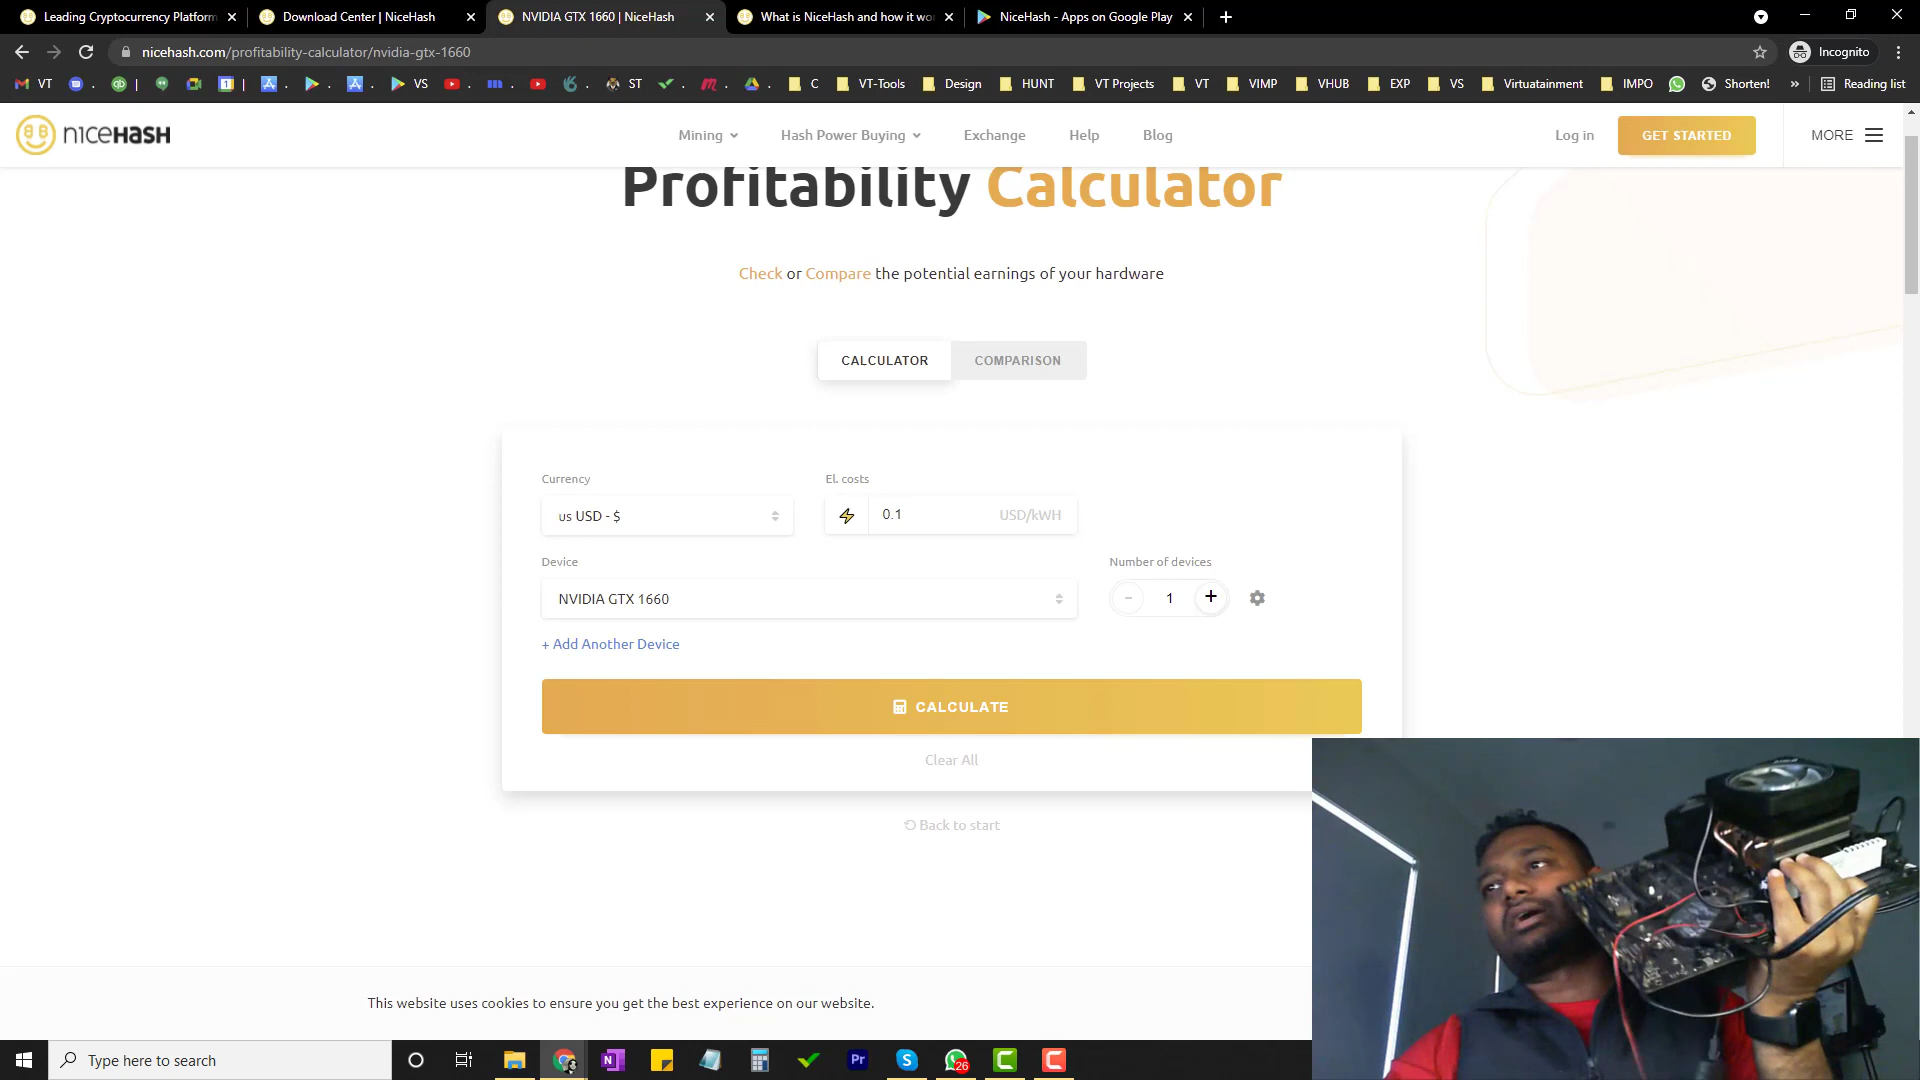 Leading Cryptocurrency Platform
Download Center | NiceHash
NVIDIA GTX 1660 | NiceHash
What is NiceHash and how it wo
NiceHash - Apps on Google Play
nicehash.com/profitability-calculator/nvidia-gtx-1660
Incognito
VT
VS
ST
C
VT-Tools
Design
HUNT
VT Projects
VT
VIMP
VHUB
EXP
VS
Virtuatainment
IMPO
Shorten!
Reading list
niceHASH
Mining
Hash Power Buying
Exchange
Help
Blog
Log in
GET STARTED
MORE
Profitability Calculator
Check or Compare the potential earnings of your hardware
CALCULATOR
COMPARISON
Currency
El. costs
us USD - $
0.1
USD/kWH
Device
Number of devices
NVIDIA GTX 1660
- 1 +
+ Add Another Device
CALCULATE
Clear All
Back to start
This website uses cookies to ensure you get the best experience on our website.
Type here to search
26